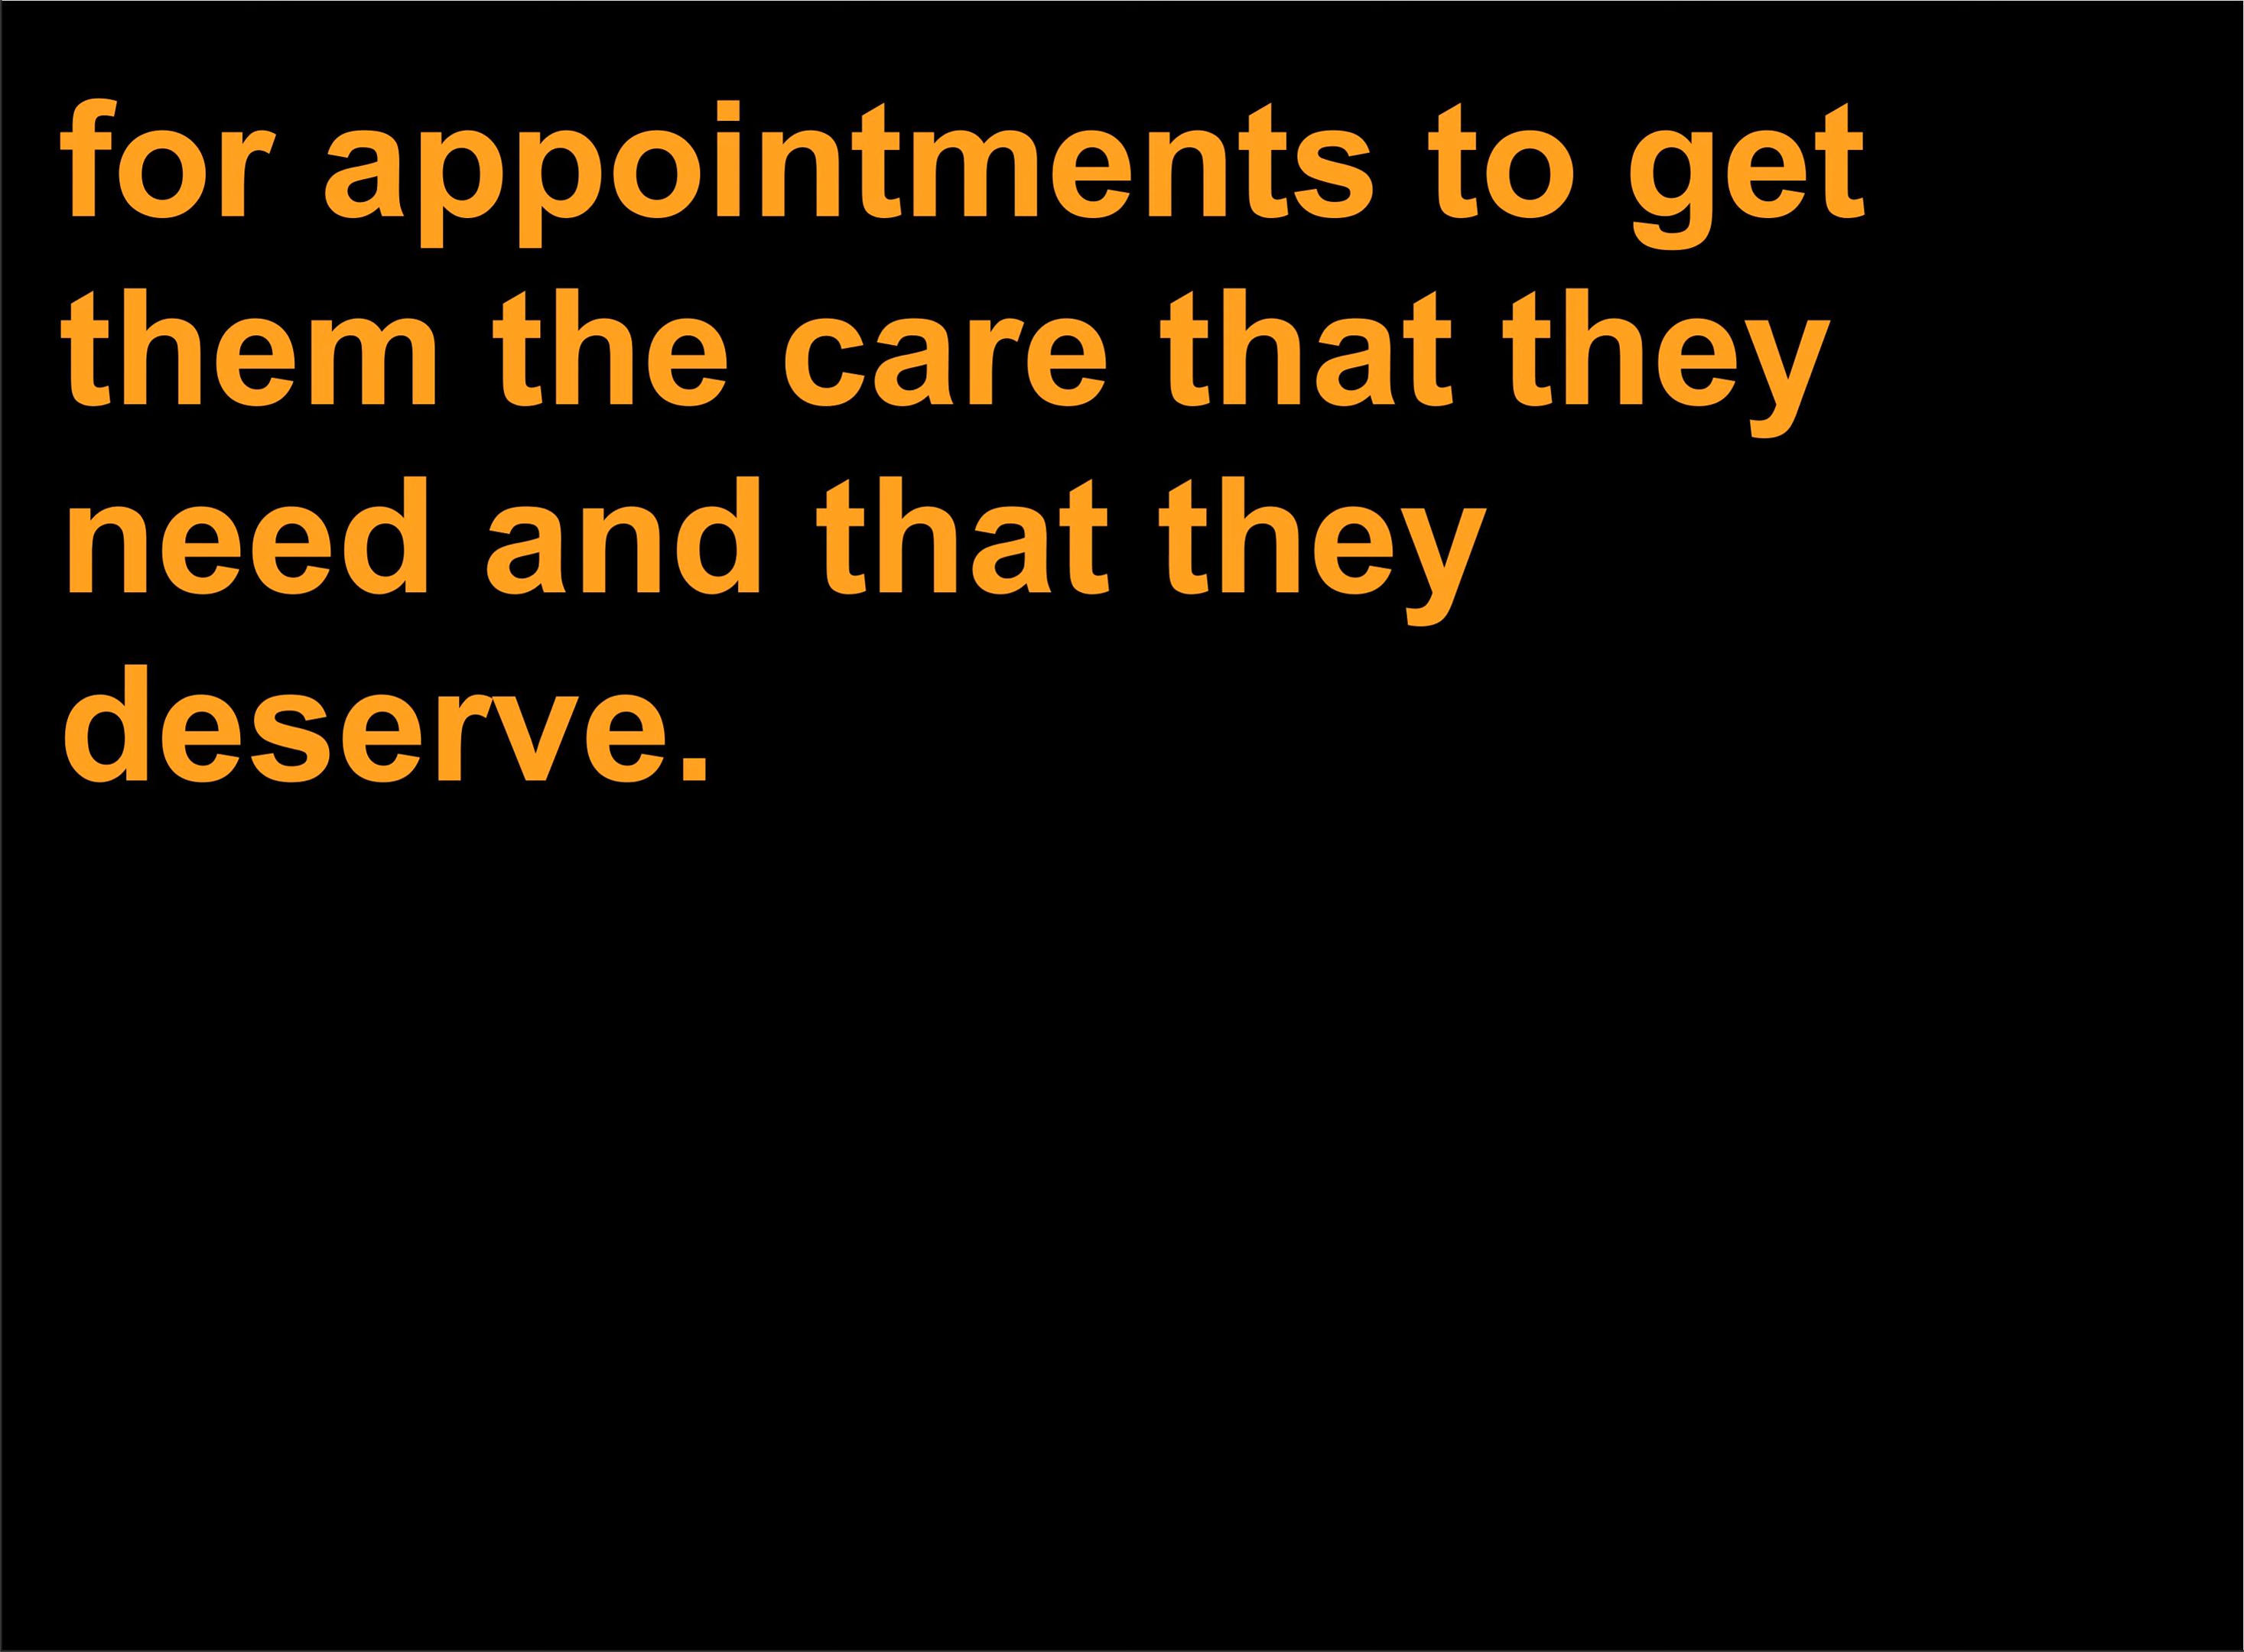 for appointments to get
them the care that they
need and that they
deserve.